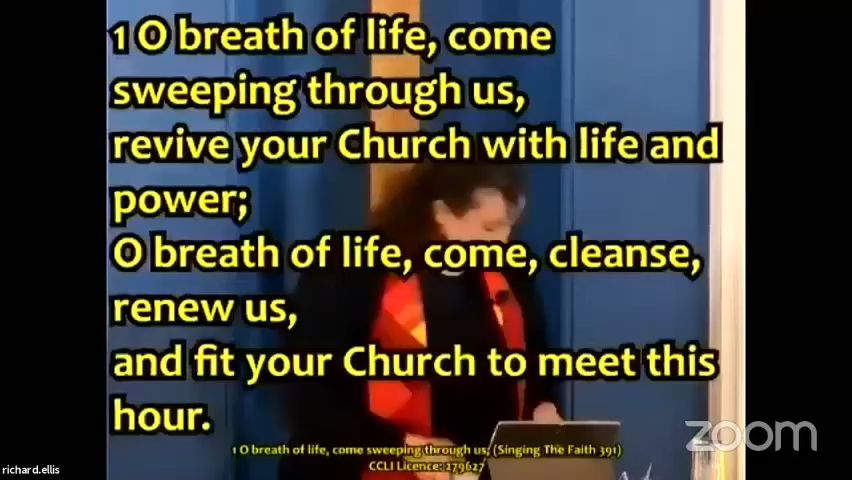 1 O breath of life, come
sweeping through us,
revive your Church with life and
power;
O breath of life, come, cleanse,
renew us,
and fit your Church to meet this
hour.
1 O breath of life, come sweeping through us, (Singing The Faith 391)
CCLI Licence: 279627
zoom
richard.ellis